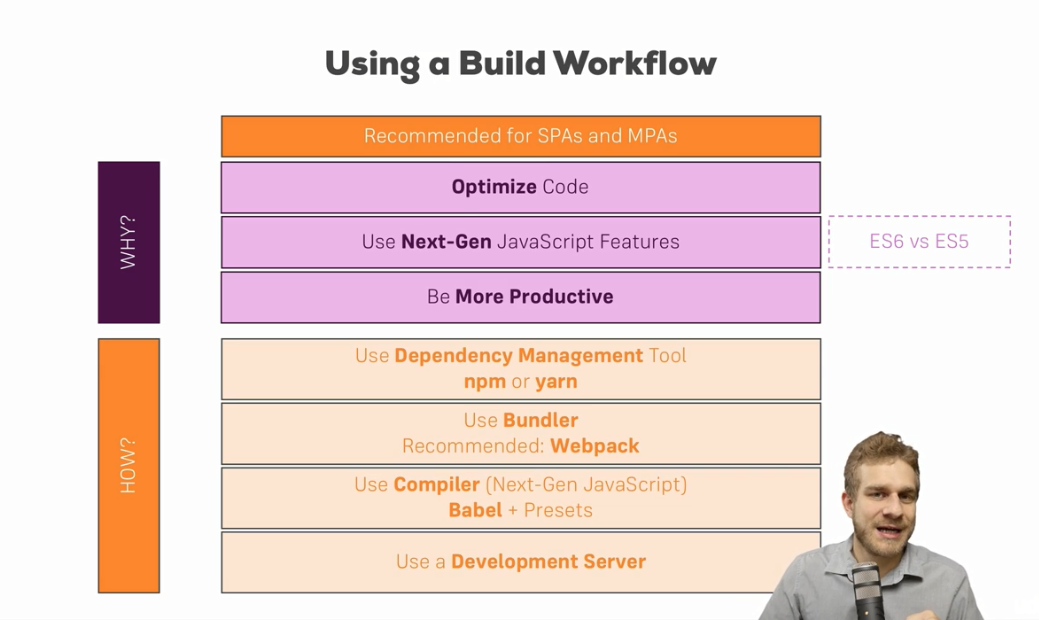 Using a Build Workflow
Recommended for SPAs and MPAs
WHY?
Optimize Code
Use Next-Gen JavaScript Features
ES6 vs ES5
Be More Productive
HOW?
Use Dependency Management Tool
npm or yarn
Use Bundler
Recommended: Webpack
Use Compiler (Next-Gen JavaScript)
Babel + Presets
Use a Development Server